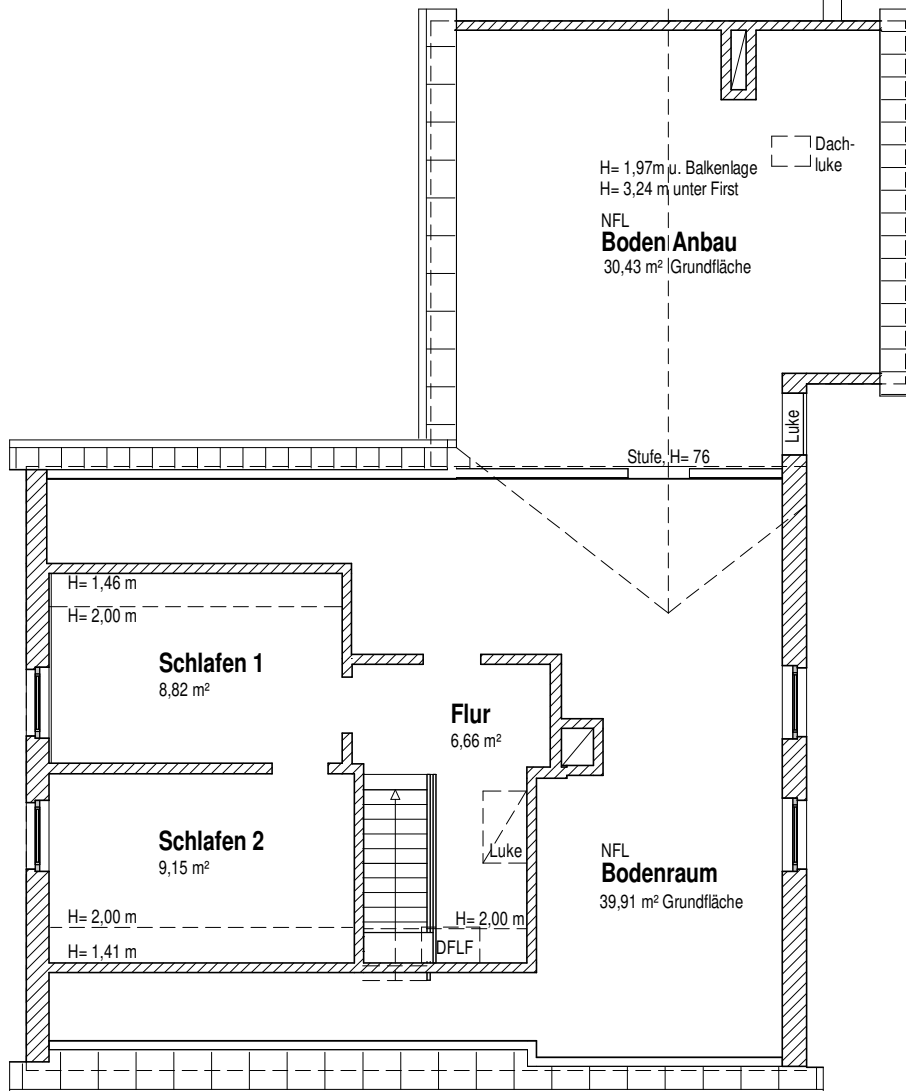 Dach-
luke
H= 1,97m u. Balkenlage
H= 3,24 m unter First
NFL
Boden Anbau
30,43 m² Grundfläche
Luke
Stufe, H= 76
H= 1,46 m
H= 2,00 m
Schlafen 1
8,82 m²
Flur
6,66 m²
Schlafen 2
9,15 m²
Luke
NFL
Bodenraum
39,91 m² Grundfläche
H= 2,00 m
H= 2,00 m
H= 1,41 m
DFLF